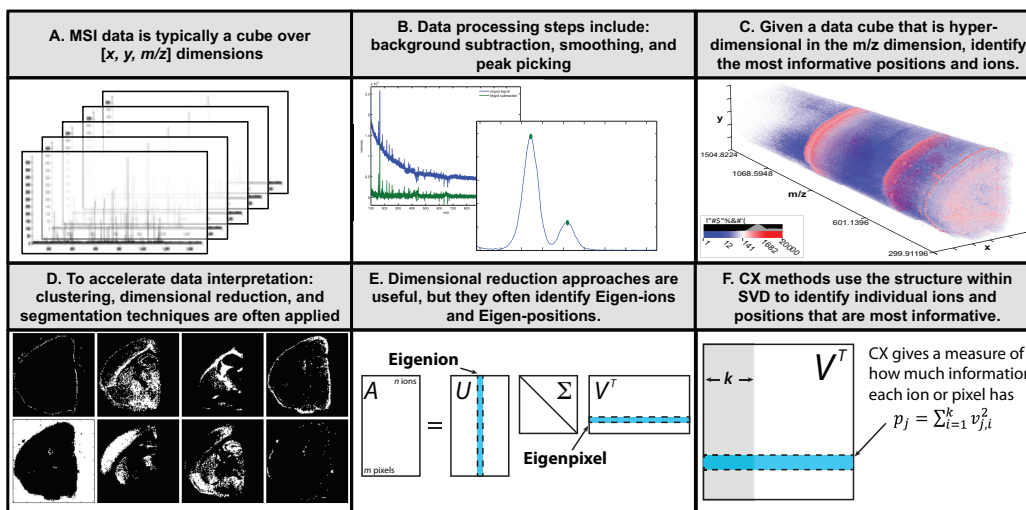 A. MSI data is typically a cube over
[x, y, m/z] dimensions
B. Data processing steps include:
background subtraction, smoothing, and
peak picking
C. Given a data cube that is hyper-
dimensional in the m/z dimension, identify
the most informative positions and ions.
y
1504.8224
1068.5948
m/z
601.1396
299.91196
x
!"#$"%&#"(
-1 12 141 1682 20000
D. To accelerate data interpretation:
clustering, dimensional reduction, and
segmentation techniques are often applied
E. Dimensional reduction approaches are
useful, but they often identify Eigen-ions
and Eigen-positions.
Eigenion
A
n ions
m pixels
=
U
Σ
V^T
Eigenpixel
F. CX methods use the structure within
SVD to identify individual ions and
positions that are most informative.
k
V^T
CX gives a measure of
how much information
each ion or pixel has
p_j = ∑_{i=1}^{k} v_{j,i}^2